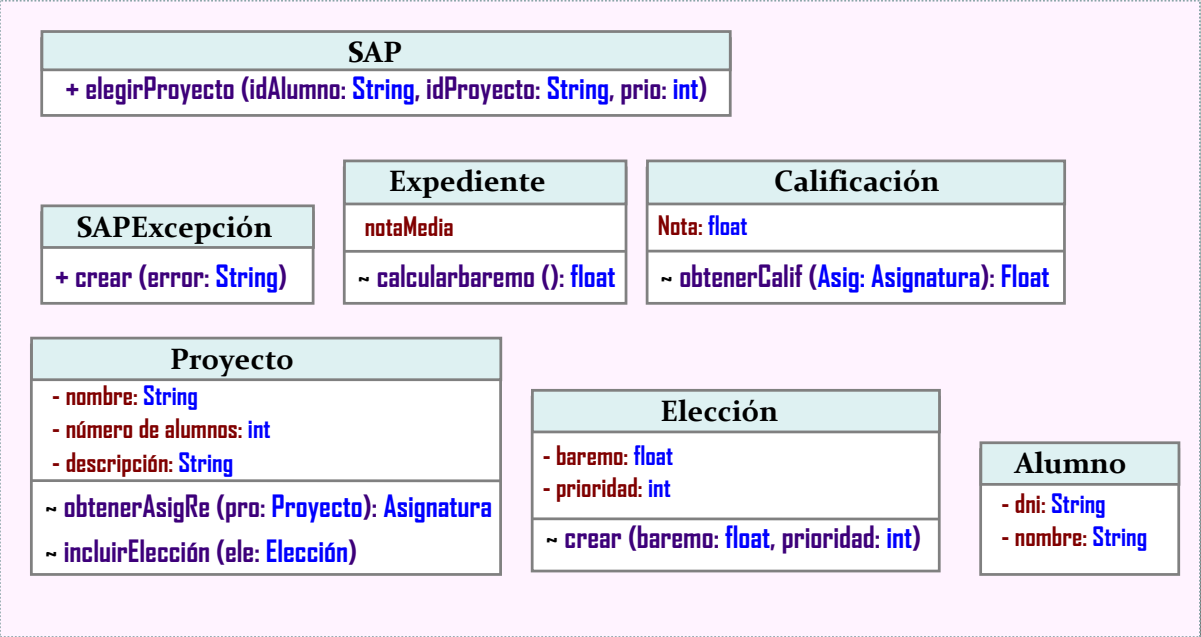 SAP
+ elegirProyecto (idAlumno: String, idProyecto: String, prio: int)
SAPExcepción
+ crear (error: String)
Expediente
notaMedia
~ calcularbaremo (): float
Calificación
Nota: float
~ obtenerCalif (Asig: Asignatura): Float
Proyecto
- nombre: String
- número de alumnos: int
- descripción: String
~ obtenerAsigRe (pro: Proyecto): Asignatura
~ incluirElección (ele: Elección)
Elección
- baremo: float
- prioridad: int
~ crear (baremo: float, prioridad: int)
Alumno
- dni: String
- nombre: String